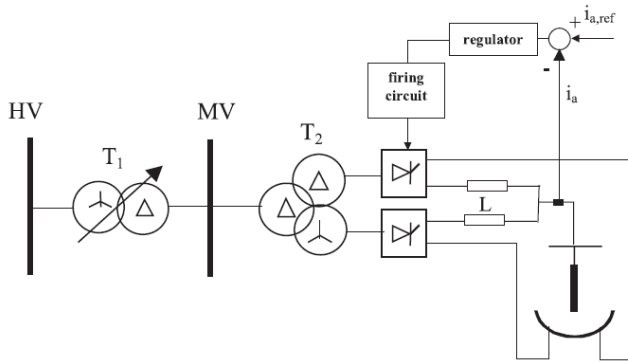 + i_a,ref
regulator
-
firing
circuit
i_a
HV
MV
T_1
T_2
L